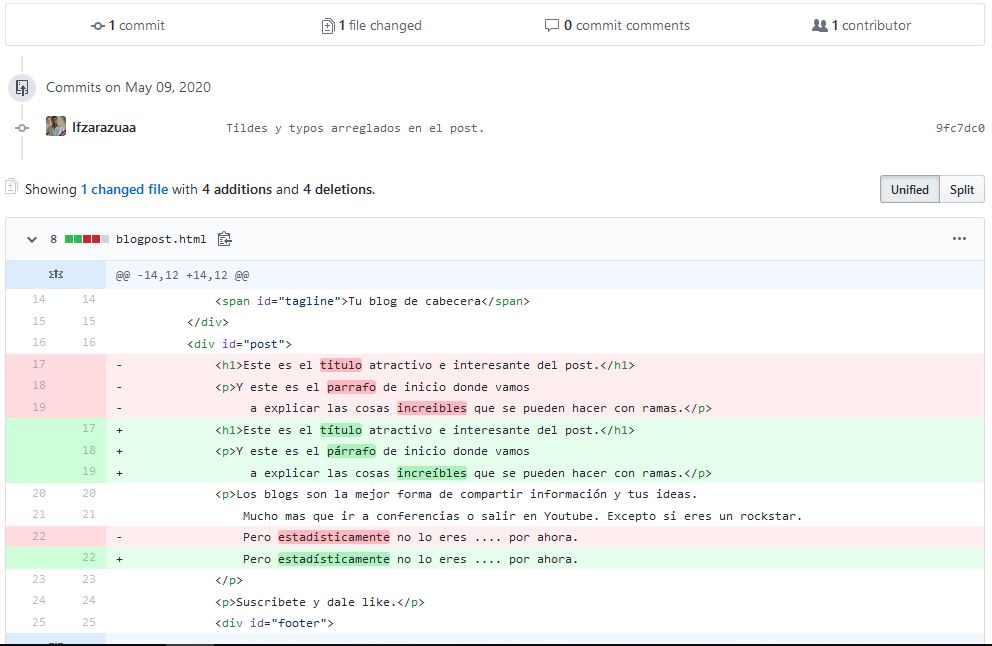 1 commit 1 file changed 0 commit comments 1 contributor
Commits on May 09, 2020
lfzarazuaa Tildes y typos arreglados en el post. 9fc7dc0
Showing 1 changed file with 4 additions and 4 deletions. Unified Split
8 blogpost.html
@@ -14,12 +14,12 @@
14 14 <span id="tagline">Tu blog de cabecera</span>
15 15 </div>
16 16 <div id="post">
17 - <h1>Este es el titulo atractivo e interesante del post.</h1>
18 - <p>Y este es el parrafo de inicio donde vamos
19 - a explicar las cosas increibles que se pueden hacer con ramas.</p>
17 + <h1>Este es el título atractivo e interesante del post.</h1>
18 + <p>Y este es el párrafo de inicio donde vamos
19 + a explicar las cosas increíbles que se pueden hacer con ramas.</p>
20 20 <p>Los blogs son la mejor forma de compartir información y tus ideas.
21 21 Mucho mas que ir a conferencias o salir en Youtube. Excepto si eres un rockstar.
22 - Pero estadisticamente no lo eres .... por ahora.
22 + Pero estadísticamente no lo eres .... por ahora.
23 23 </p>
24 24 <p>Suscribete y dale like.</p>
25 25 <div id="footer">